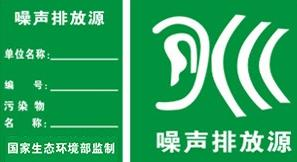 噪声排放源
单位名称:
编 号:
污 染 物
名 称:
国家生态环境部监制
噪声排放源